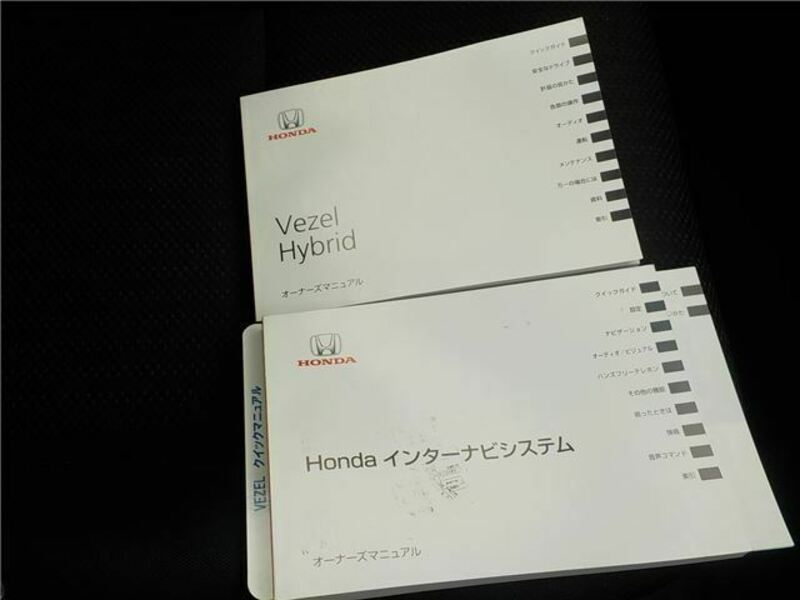 HONDA
Vezel
Hybrid
オーナーズマニュアル
クイックガイド
安全なドライブ
計器の見かた
各部の操作
オーディオ
運転
メンテナンス
万一の場合には
資料
索引
HONDA
Honda インターナビシステム
オーナーズマニュアル
クイックガイド
設定
ナビゲーション
オーディオ/ビジュアル
ハンズフリーテレホン
その他の機能
困ったときは
情報
音声コマンド
索引
ついて
VEZEL クイックマニュアル